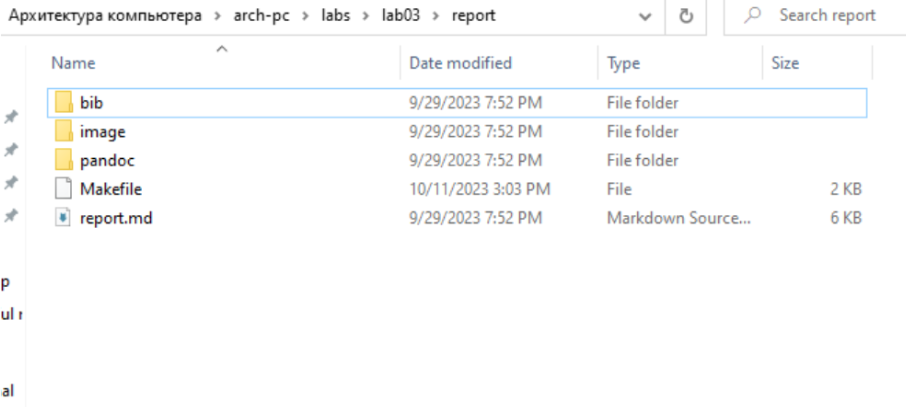 Архитектура компьютера > arch-pc > labs > lab03 > report Search report
Name Date modified Type Size
bib 9/29/2023 7:52 PM File folder
image 9/29/2023 7:52 PM File folder
pandoc 9/29/2023 7:52 PM File folder
Makefile 10/11/2023 3:03 PM File 2 KB
report.md 9/29/2023 7:52 PM Markdown Source... 6 KB
p
ul r
al